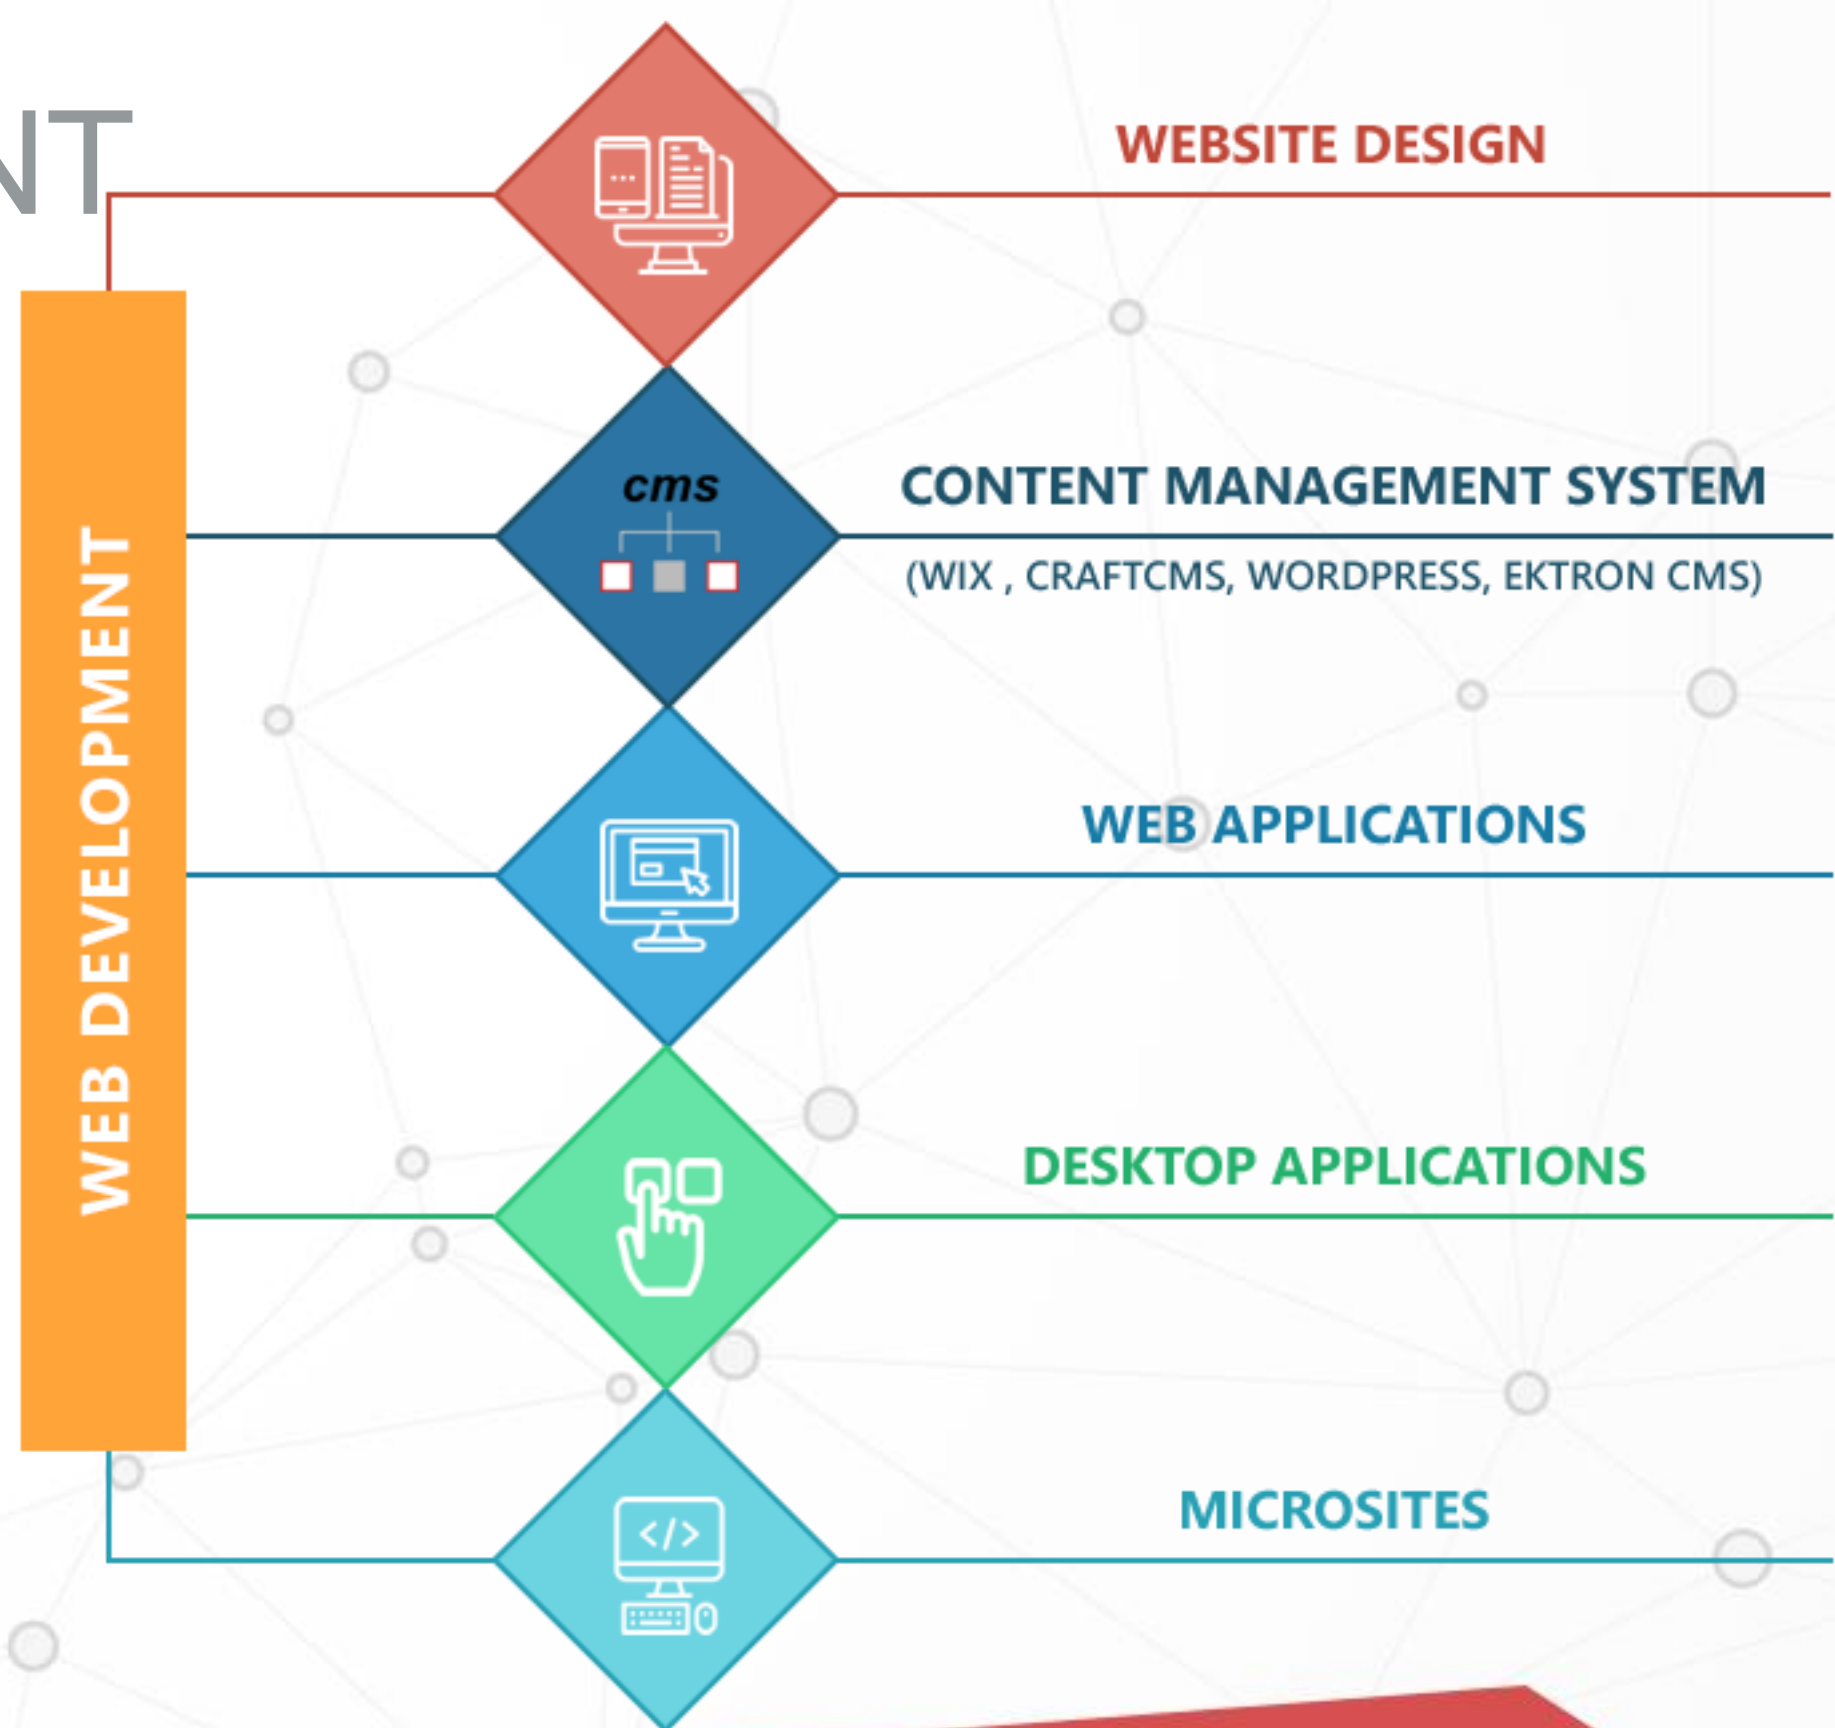 NT
WEBSITE DESIGN
WEB DEVELOPMENT
cms
CONTENT MANAGEMENT SYSTEM
(WIX , CRAFTCMS, WORDPRESS, EKTRON CMS)
WEB APPLICATIONS
DESKTOP APPLICATIONS
MICROSITES
</>